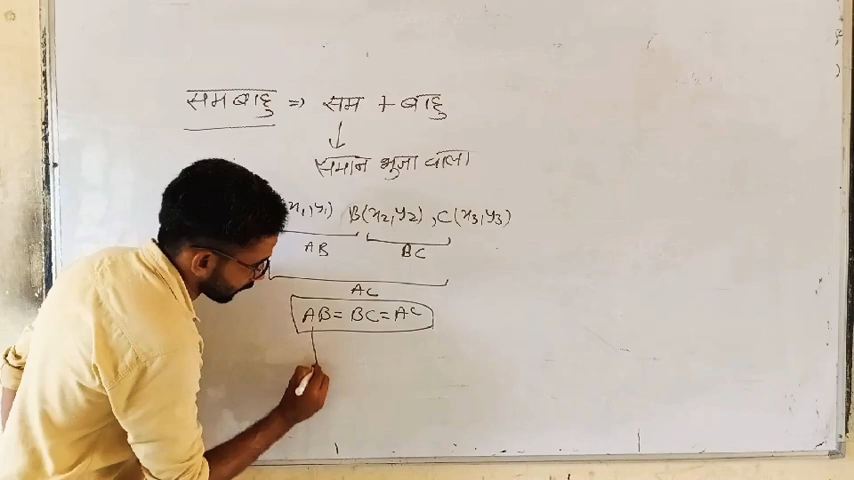 समबाहु => सम + बाहु
↓
समान भुजा वाला
x₁,y₁) B(x₂,y₂) ,C(x₃,y₃)
AB BC
AC
AB = BC = AC